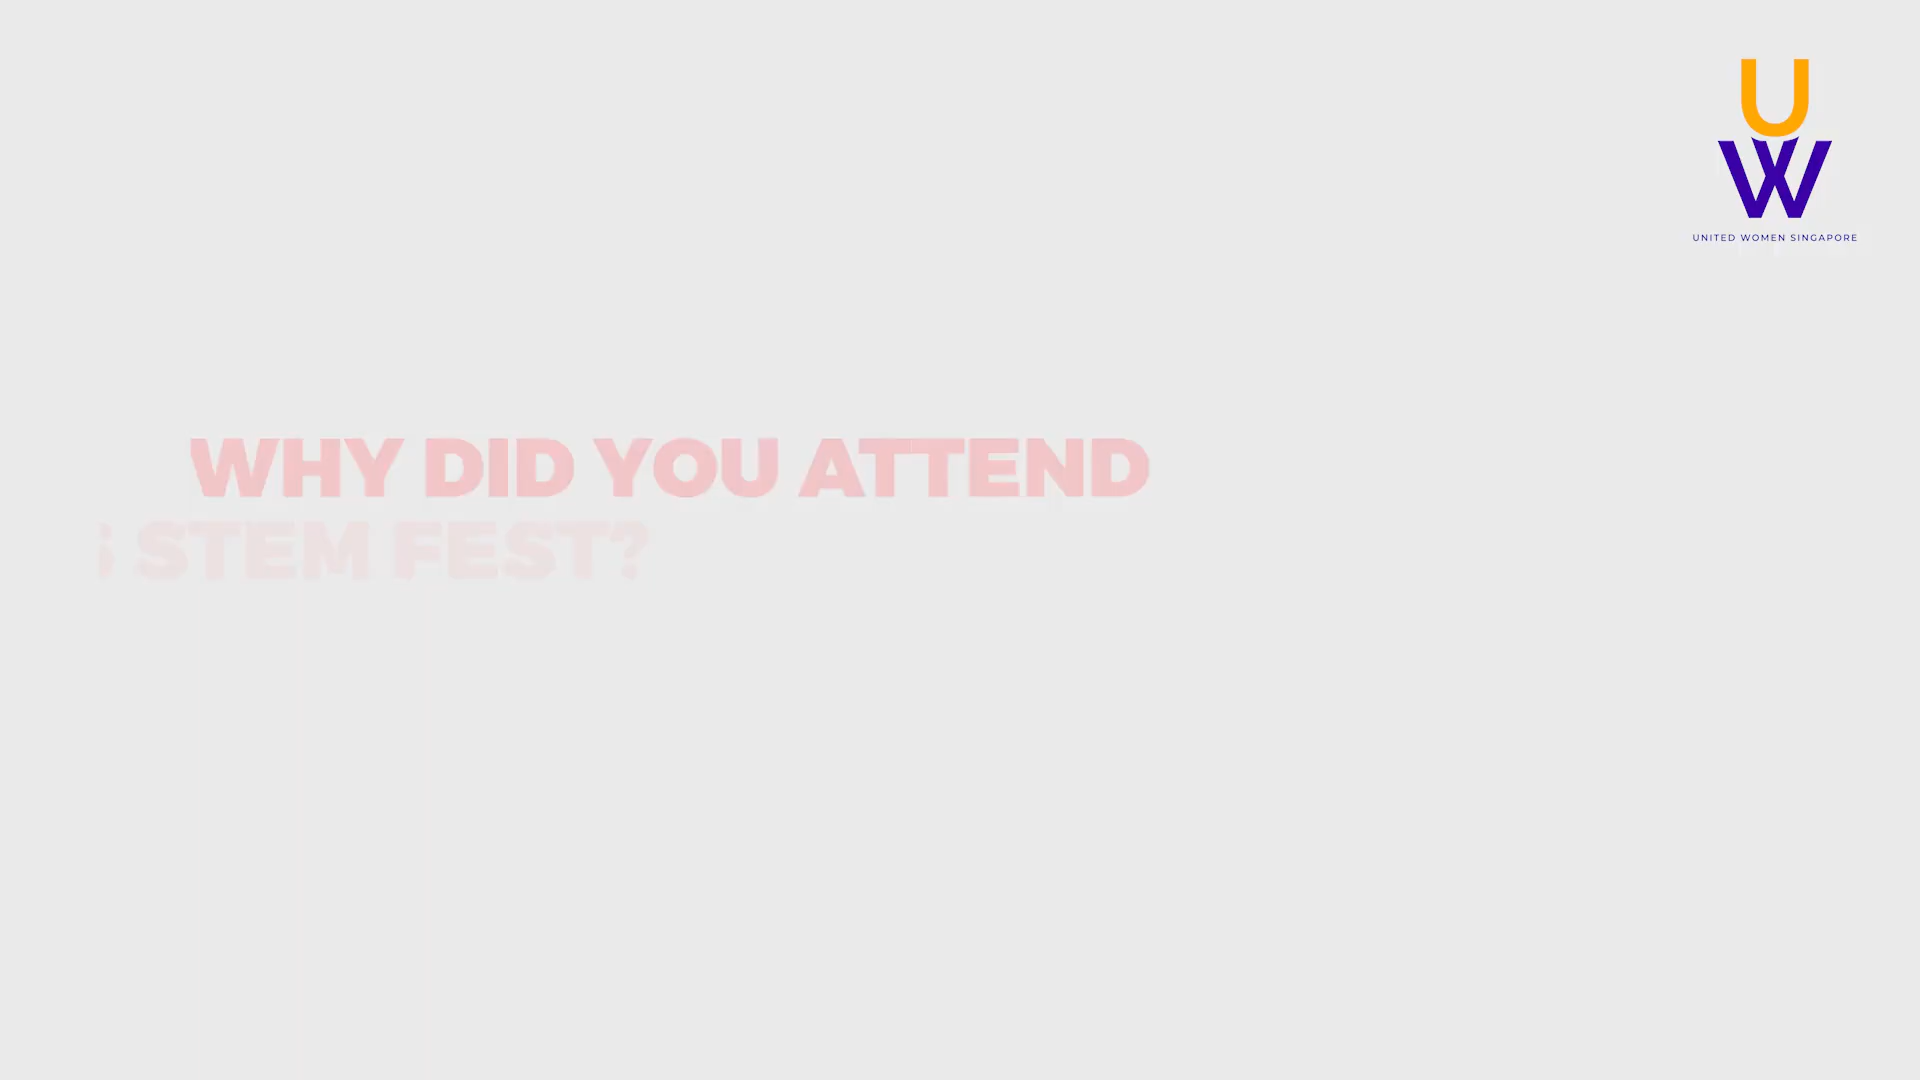 U
W
UNITED WOMEN SINGAPORE
WHY DID YOU ATTEND
STEM FEST?